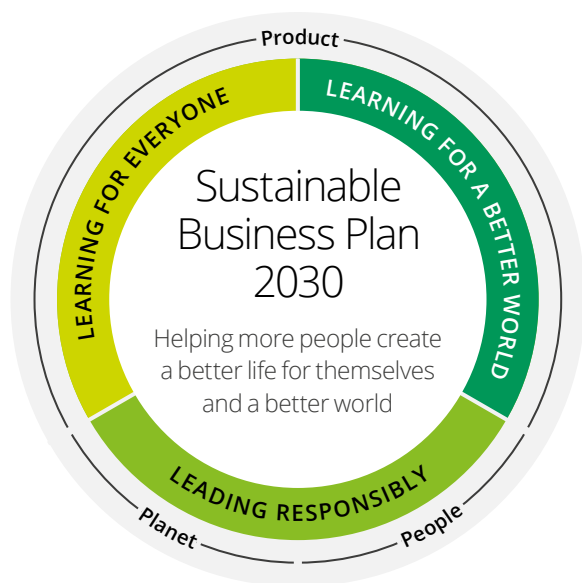 Product
LEARNING FOR EVERYONE
LEARNING FOR A BETTER WORLD
Sustainable
Business Plan
2030
Helping more people create
a better life for themselves
and a better world
LEADING RESPONSIBLY
Planet
People